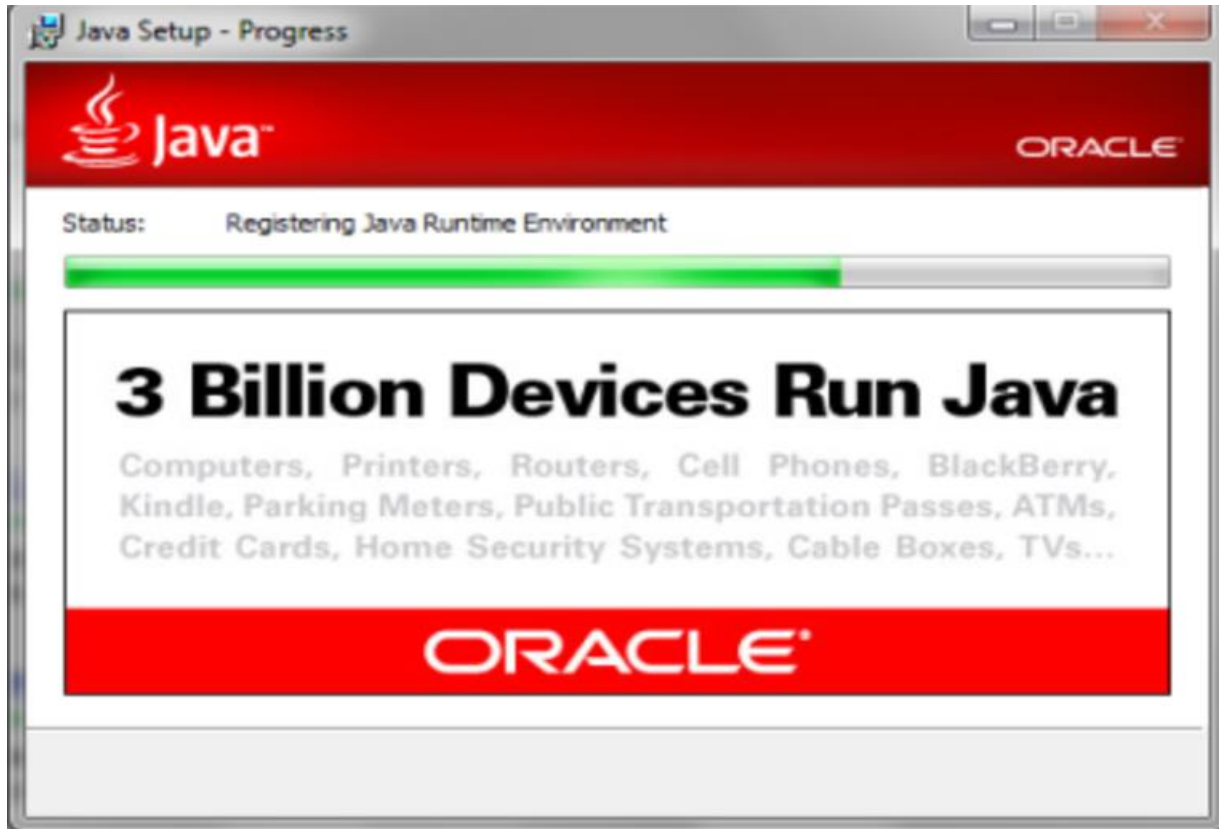 Java Setup - Progress
Java™
ORACLE
Status: Registering Java Runtime Environment
3 Billion Devices Run Java
Computers, Printers, Routers, Cell Phones, BlackBerry,
Kindle, Parking Meters, Public Transportation Passes, ATMs,
Credit Cards, Home Security Systems, Cable Boxes, TVs...
ORACLE®